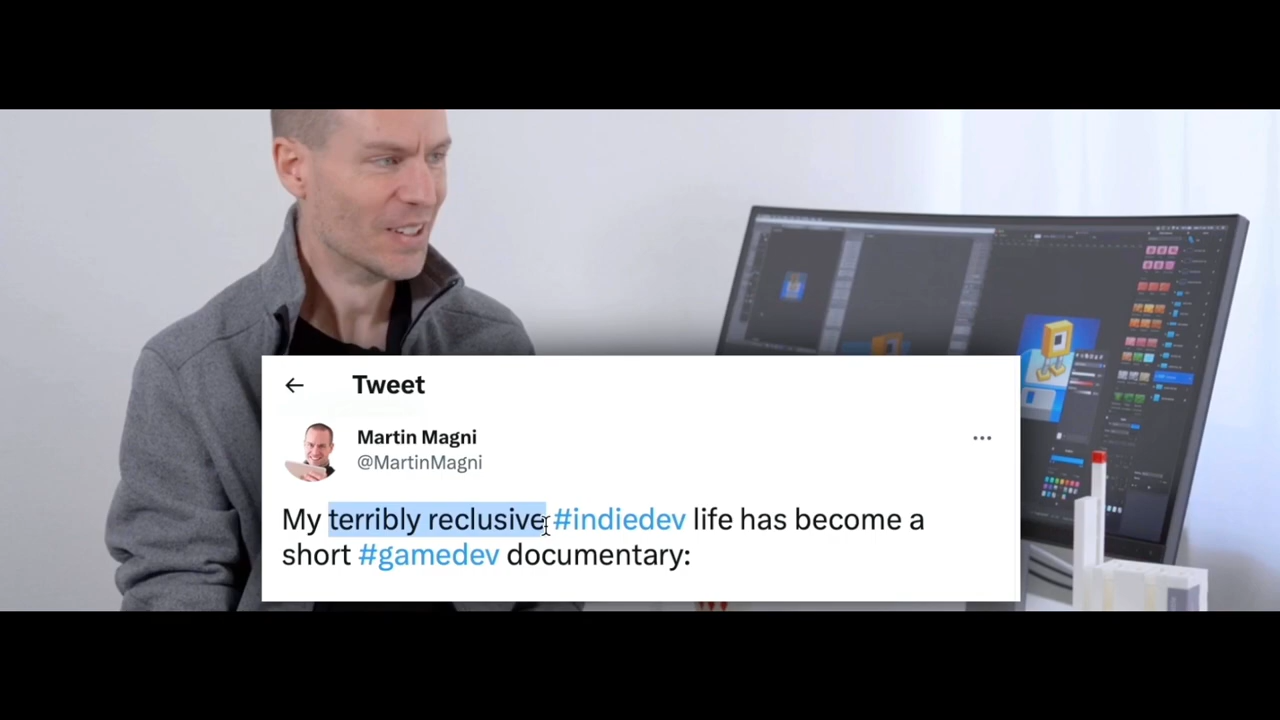 Tweet
Martin Magni
@MartinMagni
My terribly reclusive #indiedev life has become a
short #gamedev documentary: